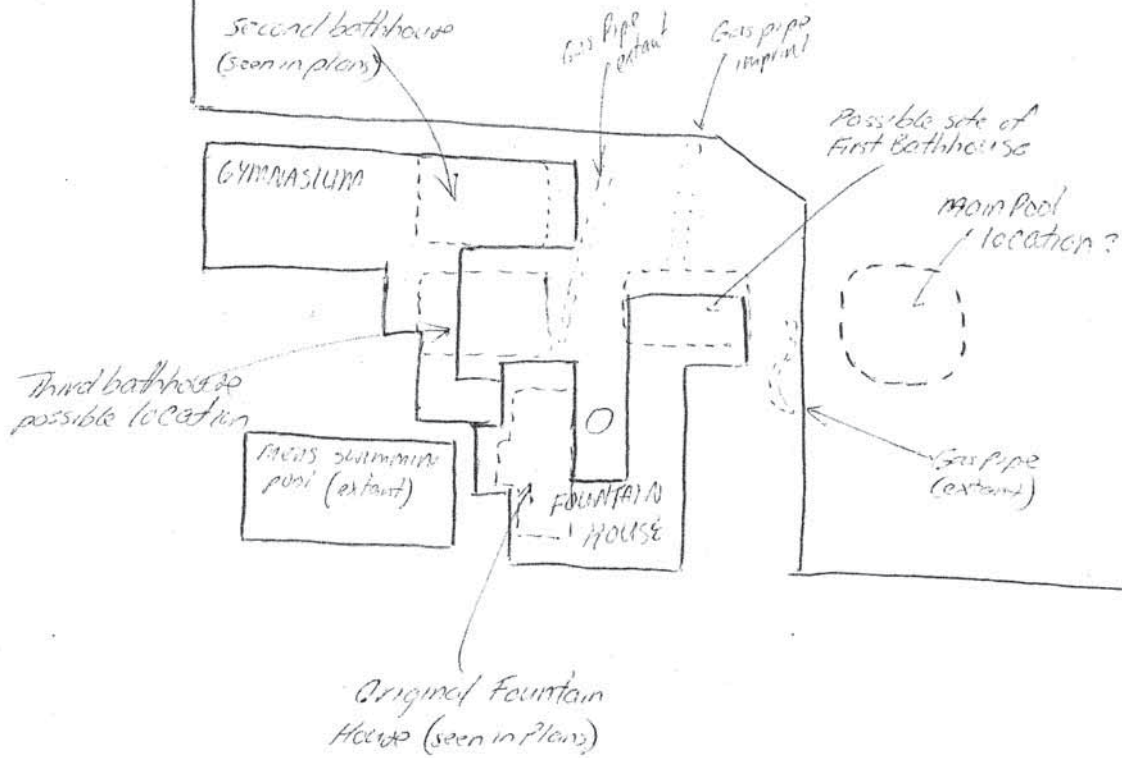 Second bathhouse
(seen in plans)
Gas Pipe
extant
Gas pipe
imprint
Possible site of
First Bathhouse
GYMNASIUM
Main Pool
location?
Third bathhouse
possible location
Mens swimmin
pool (extant)
FOUNTAIN
HOUSE
Gas pipe
(extant)
Original Fountain
House (seen in Plans)